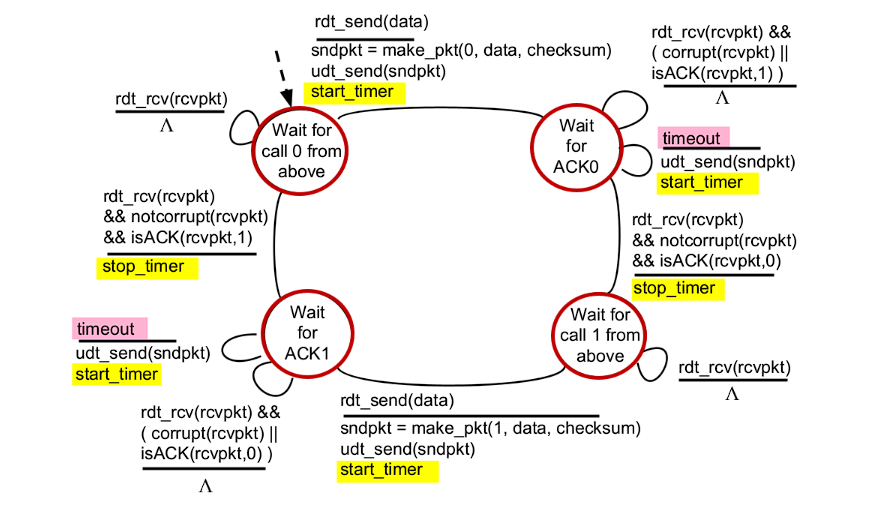 rdt_send(data)
sndpkt = make_pkt(0, data, checksum)
udt_send(sndpkt)
start_timer
rdt_rcv(rcvpkt) &&
( corrupt(rcvpkt) ||
isACK(rcvpkt,1) )
Λ
rdt_rcv(rcvpkt)
Λ
Wait for
call 0 from
above
Wait
for
ACK0
timeout
udt_send(sndpkt)
start_timer
rdt_rcv(rcvpkt)
&& notcorrupt(rcvpkt)
&& isACK(rcvpkt,1)
stop_timer
rdt_rcv(rcvpkt)
&& notcorrupt(rcvpkt)
&& isACK(rcvpkt,0)
stop_timer
timeout
udt_send(sndpkt)
start_timer
Wait
for
ACK1
Wait for
call 1 from
above
rdt_rcv(rcvpkt)
Λ
rdt_rcv(rcvpkt) &&
( corrupt(rcvpkt) ||
isACK(rcvpkt,0) )
Λ
rdt_send(data)
sndpkt = make_pkt(1, data, checksum)
udt_send(sndpkt)
start_timer